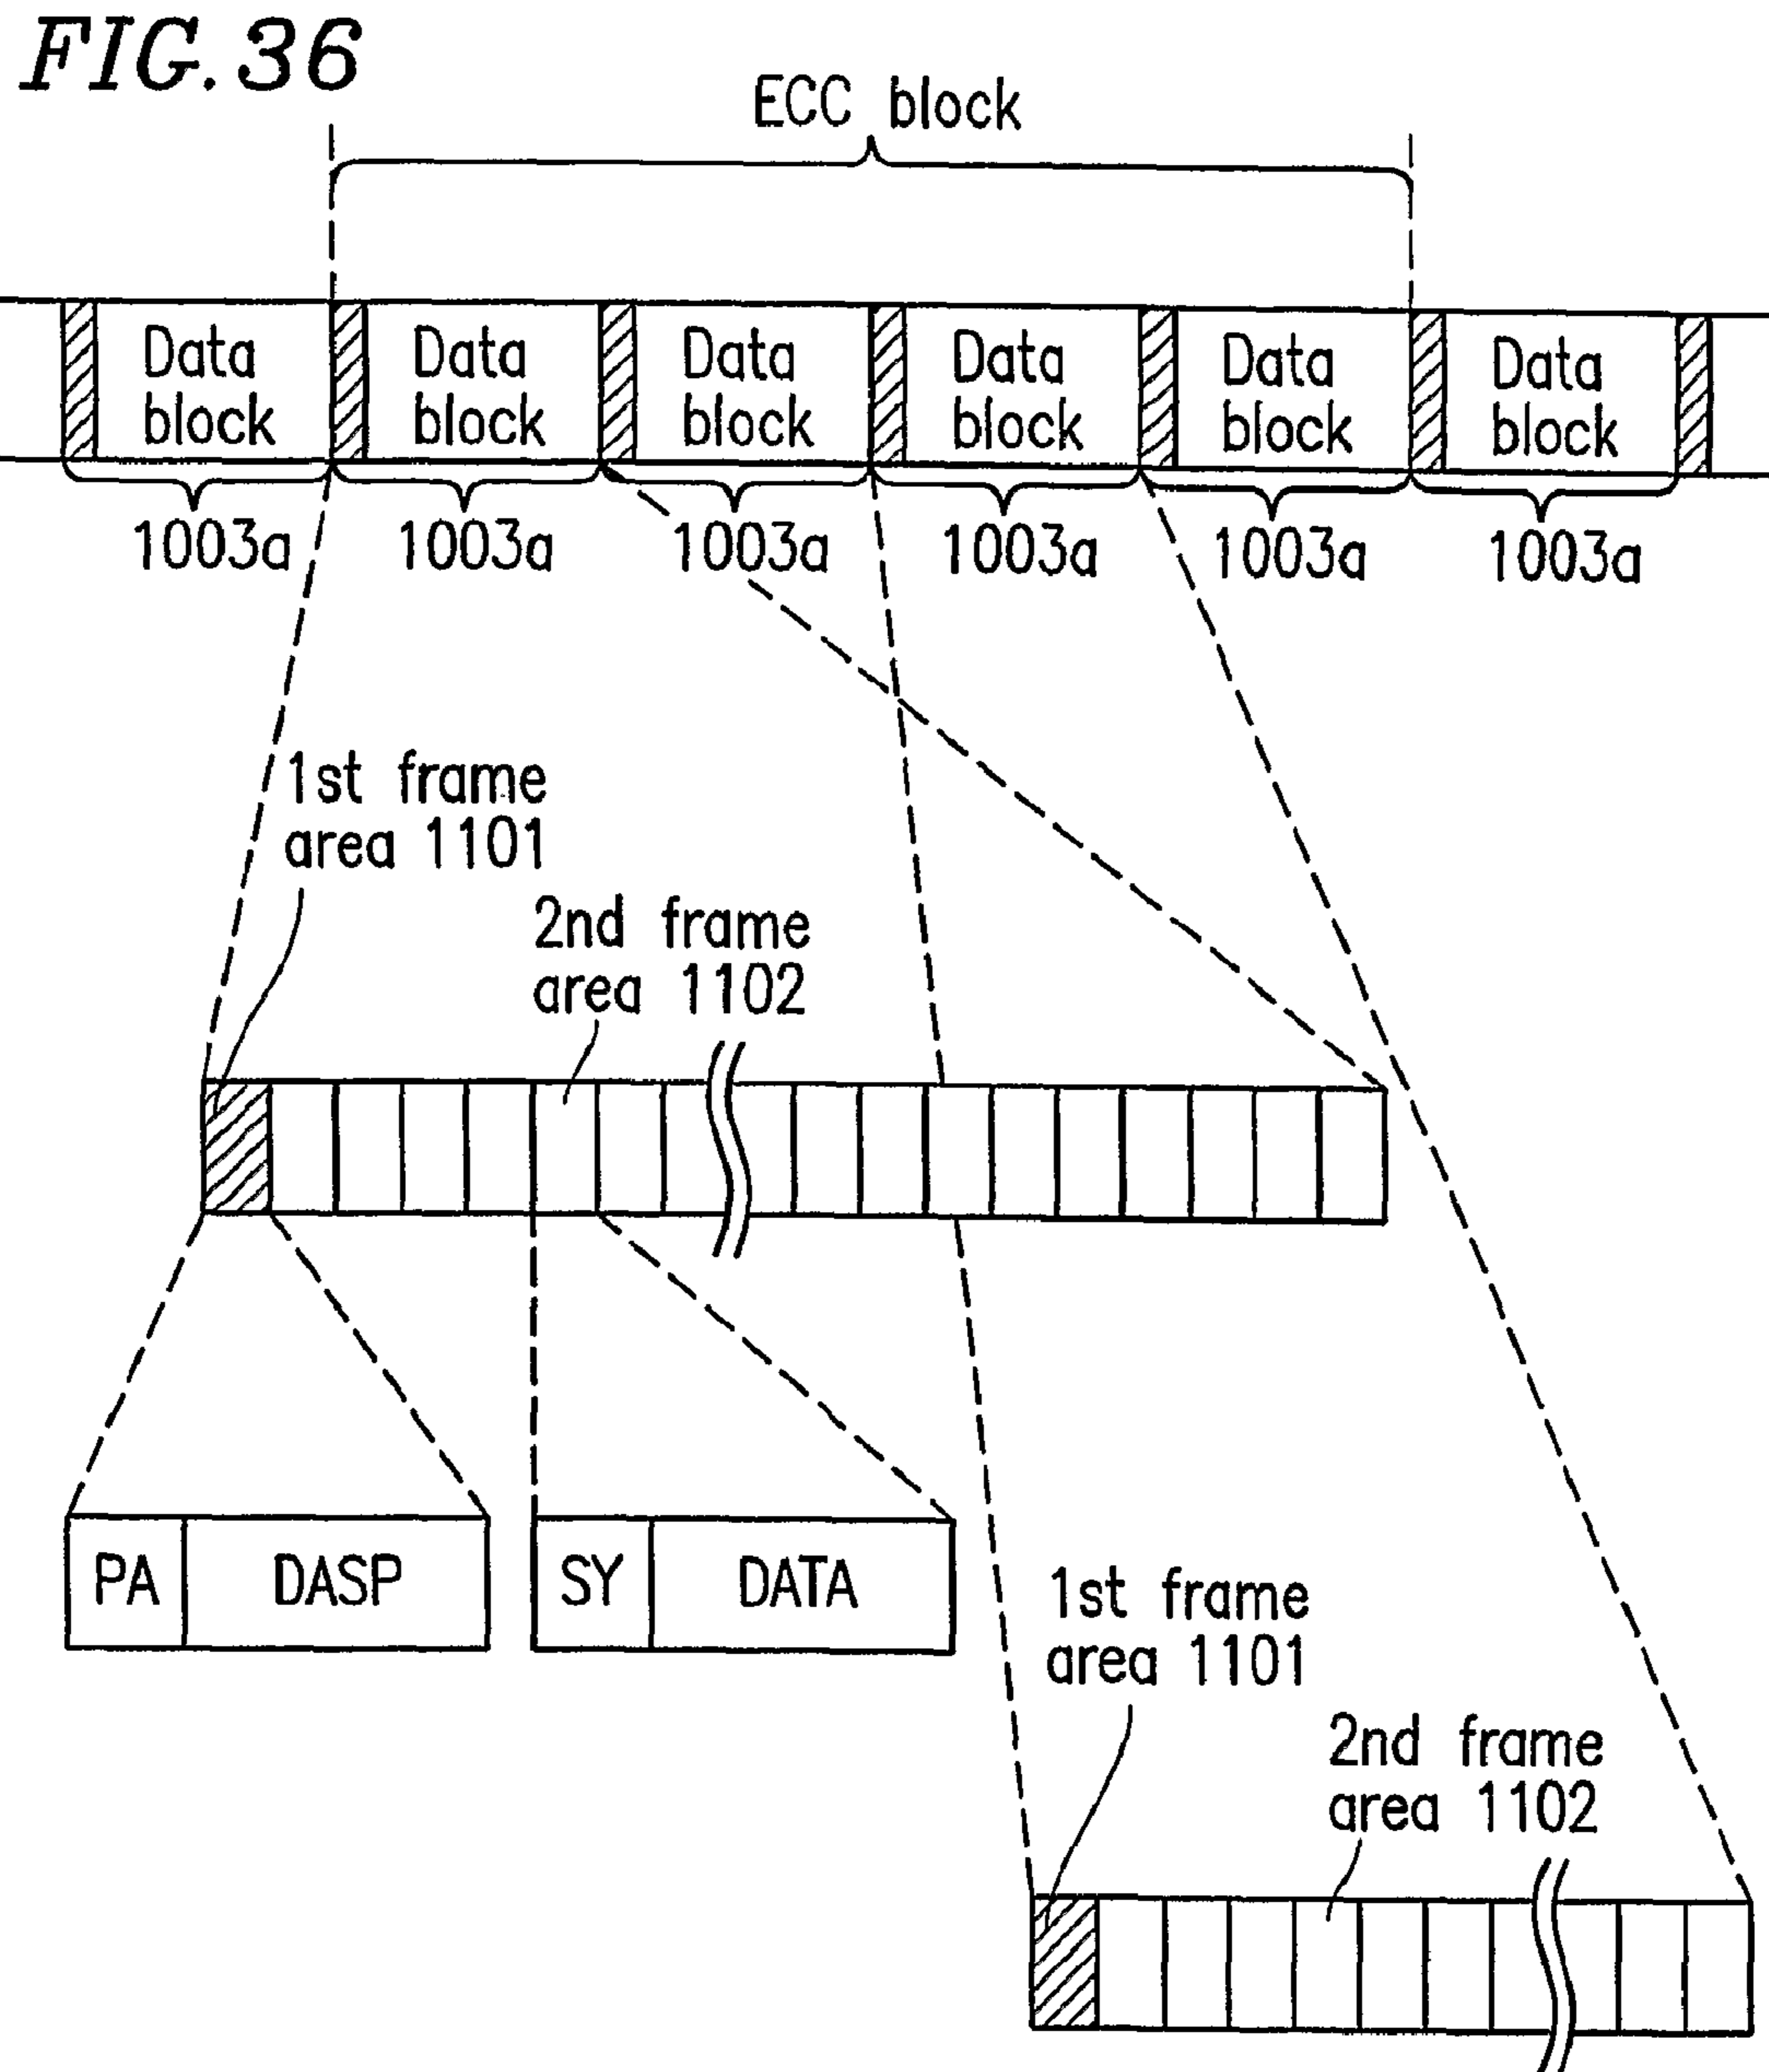 FIG. 36
ECC block
Data block
Data block
Data block
Data block
Data block
Data block
1003a
1003a
1003a
1003a
1003a
1003a
1st frame
area 1101
2nd frame
area 1102
PA
DASP
SY
DATA
1st frame
area 1101
2nd frame
area 1102